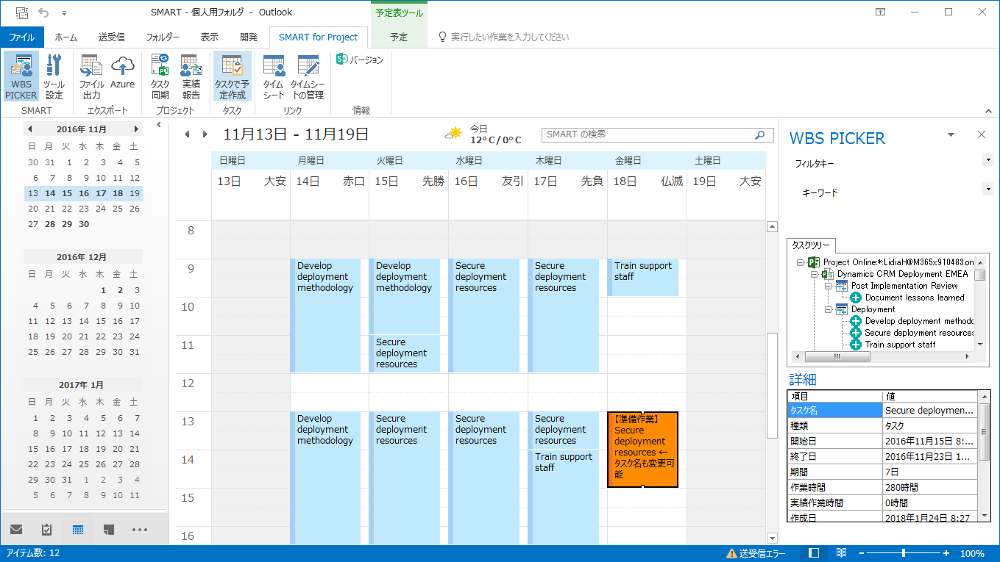 SMART - 個人用フォルダ - Outlook
予定表ツール
ファイル ホーム 送受信 フォルダー 表示 開発 SMART for Project 予定 実行したい作業を入力してください
WBS PICKER
ツール設定
SMART
ファイル出力
Azure
エクスポート
タスク同期
実績報告
プロジェクト
タスクで予定作成
タスク
タイムシート
タイムシートの管理
リンク
バージョン
情報
2016年 11月
日 月 火 水 木 金 土
30 31 1 2 3 4 5
6 7 8 9 10 11 12
13 14 15 16 17 18 19
20 21 22 23 24 25 26
27 28 29 30
2016年 12月
日 月 火 水 木 金 土
1 2 3
4 5 6 7 8 9 10
11 12 13 14 15 16 17
18 19 20 21 22 23 24
25 26 27 28 29 30 31
2017年 1月
日 月 火 水 木 金 土
1 2 3 4 5 6 7
8 9 10 11 12 13 14
15 16 17 18 19 20 21
22 23 24 25 26 27 28
29 30 31 1 2 3 4
5 6 7 8 9 10 11
11月13日 - 11月19日
今日
12°C / 0°C
SMART の検索
日曜日 月曜日 火曜日 水曜日 木曜日 金曜日 土曜日
13日 大安 14日 赤口 15日 先勝 16日 友引 17日 先負 18日 仏滅 19日 大安
8
9
10
11
12
13
14
15
16
Develop
deployment
methodology
Develop
deployment
methodology
Develop
deployment
methodology
Secure
deployment
resources
Secure
deployment
resources
Secure
deployment
resources
Secure
deployment
resources
Secure
deployment
resources
Secure
deployment
resources
Train support
staff
Train support
staff
【準備作業】
Secure
deployment
resources ←
タスク名も変更可
能
WBS PICKER
フィルタキー
キーワード
タスクツリー
Project Online:*:LidiaH@M365x910483.on
Dynamics CRM Deployment EMEA
Post Implementation Review
Document lessons learned
Deployment
Develop deployment methodo
Secure deployment resources
Train support staff
詳細
項目 値
タスク名 Secure deploymen...
種類 タスク
開始日 2016年11月15日 8:...
終了日 2016年11月23日 1...
期間 7日
作業時間 280時間
実績作業時間 0時間
作成日 2018年1月24日 8:27
アイテム数: 12
送受信エラー
100%